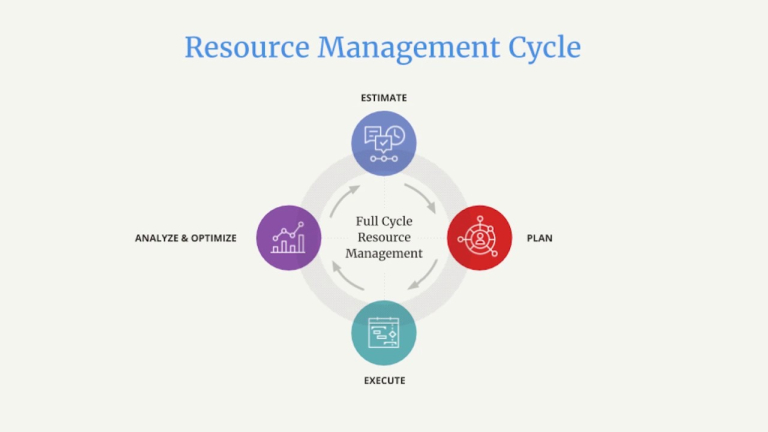 Resource Management Cycle
ESTIMATE
ANALYZE & OPTIMIZE
Full Cycle
Resource
Management
PLAN
EXECUTE